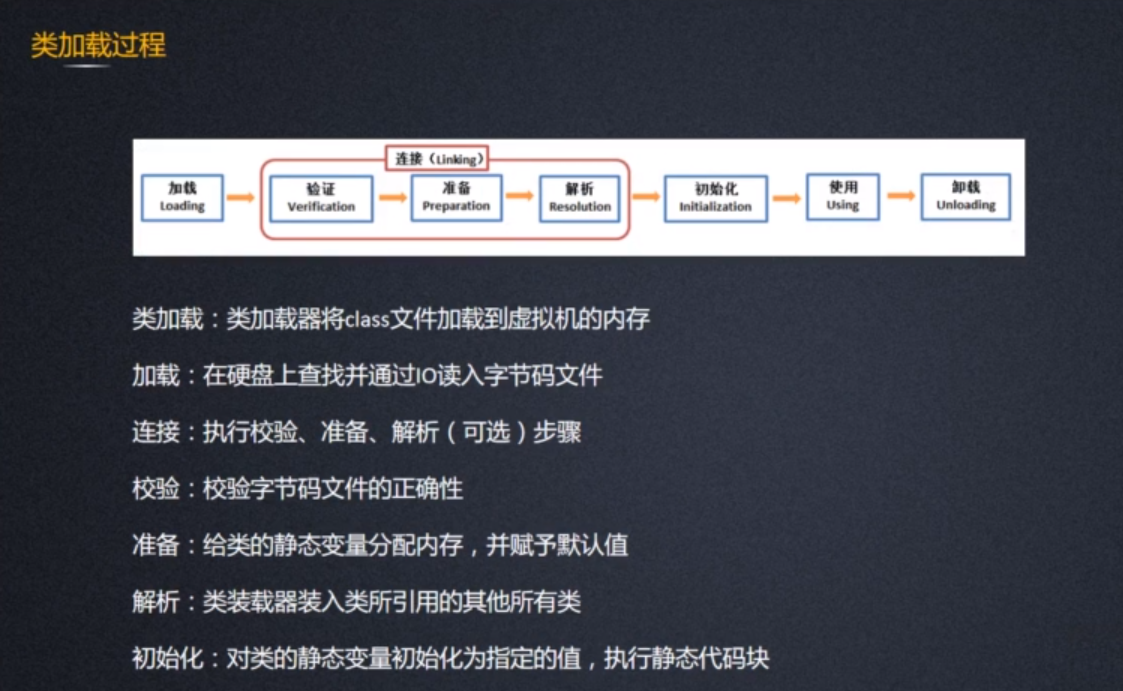 类加载过程
连接（Linking）
加载
Loading
验证
Verification
准备
Preparation
解析
Resolution
初始化
Initialization
使用
Using
卸载
Unloading
类加载：类加载器将class文件加载到虚拟机的内存
加载：在硬盘上查找并通过IO读入字节码文件
连接：执行校验、准备、解析（可选）步骤
校验：校验字节码文件的正确性
准备：给类的静态变量分配内存，并赋予默认值
解析：类装载器装入类所引用的其他所有类
初始化：对类的静态变量初始化为指定的值，执行静态代码块